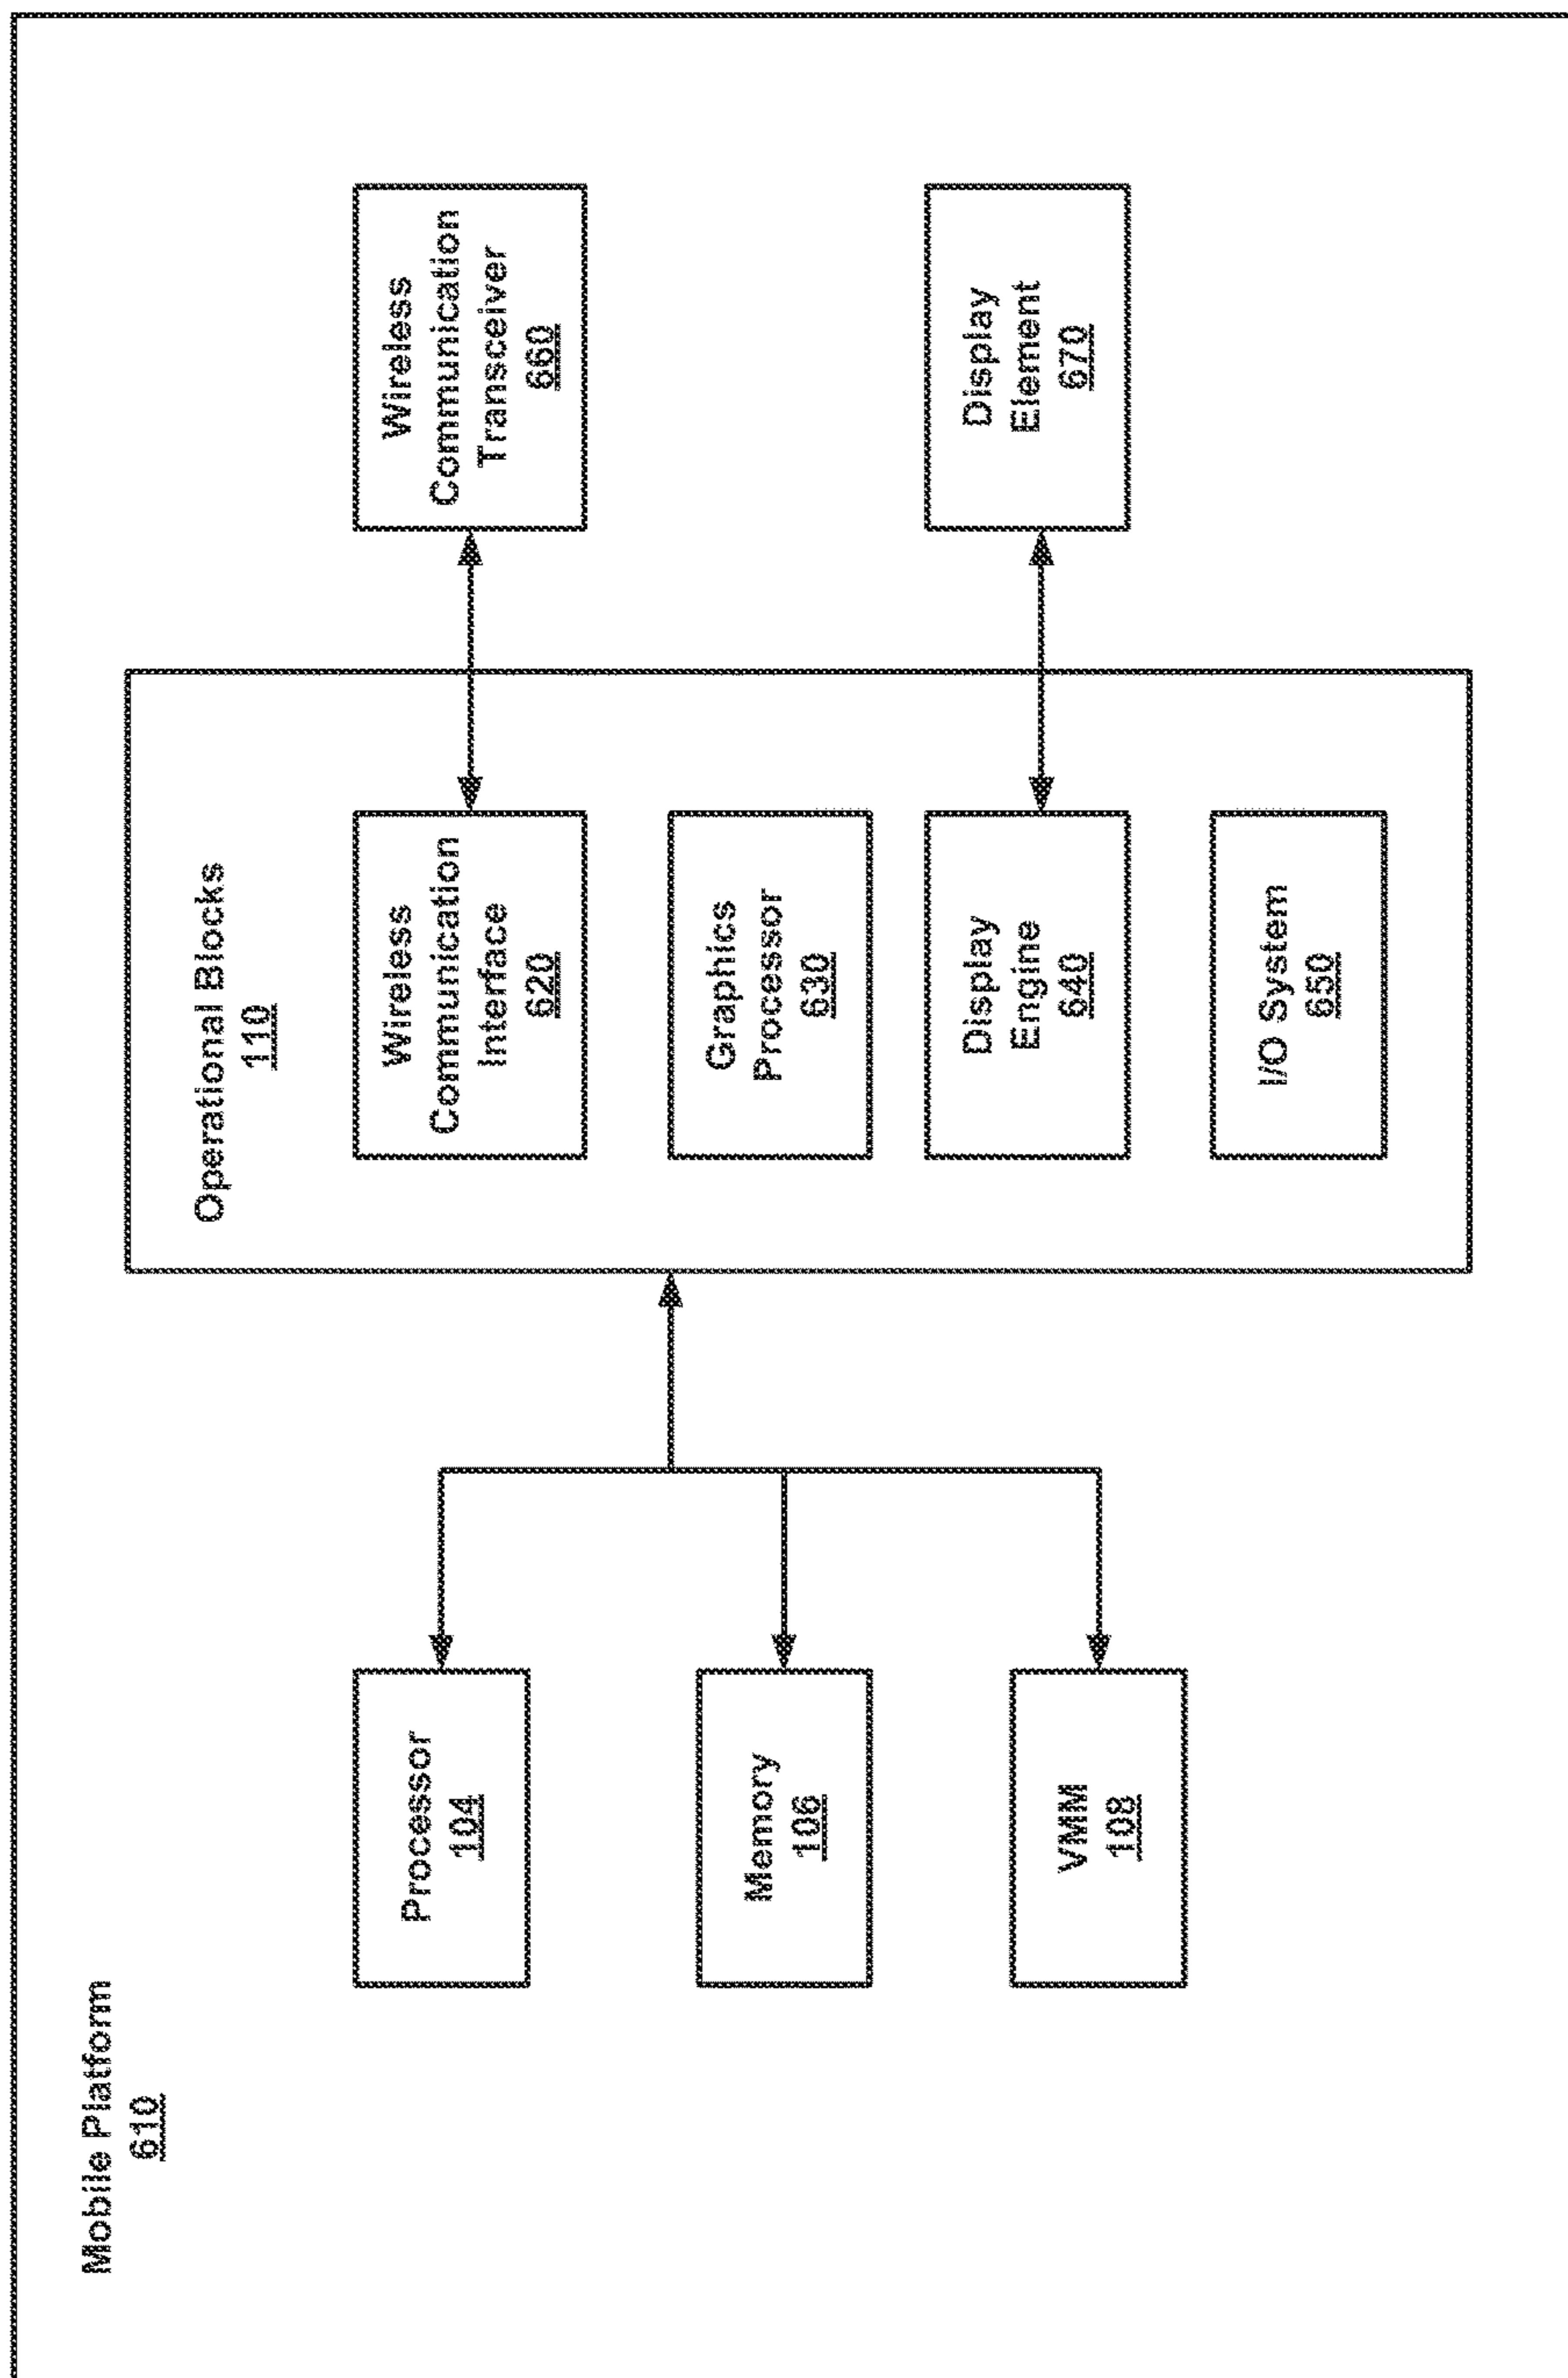 Mobile Platform
610
Processor
104
Memory
106
VMM
108
Operational Blocks
110
Wireless
Communication
Interface
620
Graphics
Processor
630
Display
Engine
640
I/O System
650
Wireless
Communication
Transceiver
660
Display
Element
670